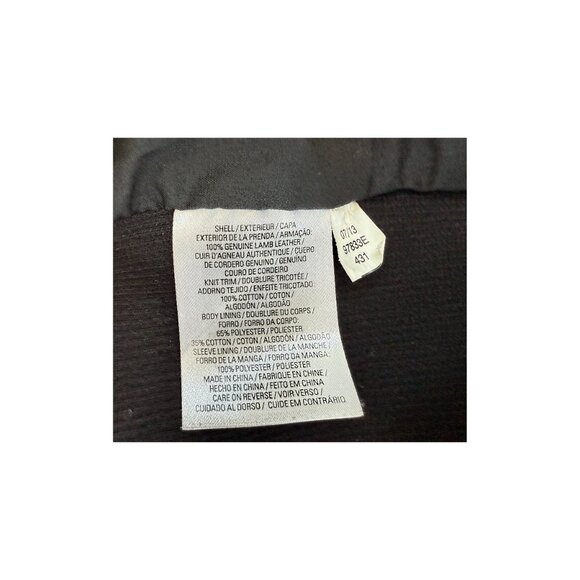 SHELL / EXTERIEUR / CAPA
EXTERIOR DE LA PRENDA / ARMAÇÃO:
100% GENUINE LAMB LEATHER /
CUIR D'AGNEAU AUTHENTIQUE / CUERO
DE CORDERO GENUINO / GENUÍNO
COURO DE CORDEIRO
KNIT TRIM / DOUBLURE TRICOTÉE /
ADORNO TEJIDO / ENFEITE TRICOTADO
100% COTTON / COTON /
ALGODÓN / ALGODÃO
BODY LINING / DOUBLURE DU CORPS /
FORRO / FORRO DA CORPO:
65% POLYESTER / POLIESTER
35% COTTON / COTON / ALGODÓN / ALGODÃO
SLEEVE LINING / DOUBLURE DE LA MANCHE /
FORRO DE LA MANGA / FORRO DA MANGA:
100% POLYESTER / POLIESTER
MADE IN CHINA / FABRIQUE EN CHINE /
HECHO EN CHINA / FEITO EM CHINA
CARE ON REVERSE / VOIR VERSO /
CUIDADO AL DORSO / CUIDE EM CONTRÁRIO
07/13
97833E
431